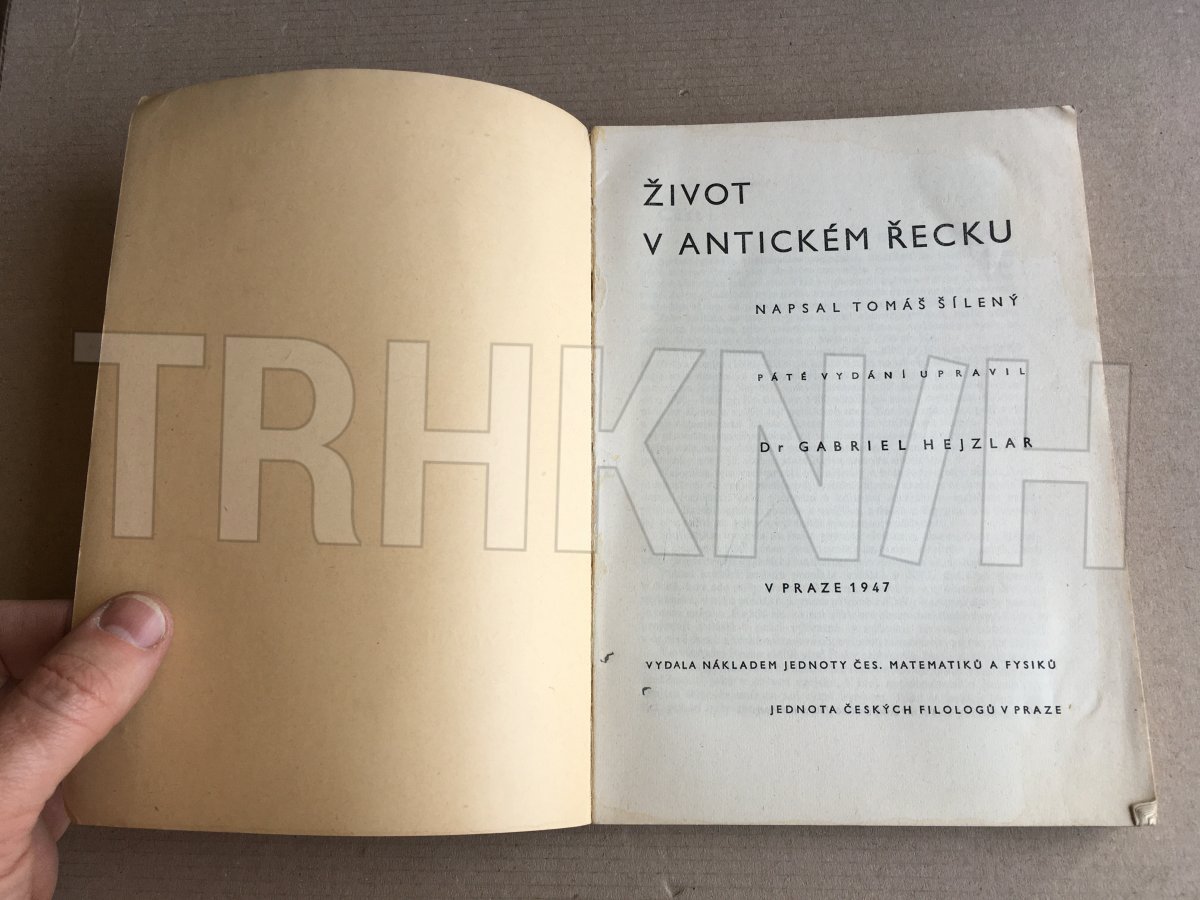 ŽIVOT
V ANTICKÉM ŘECKU
NAPSAL TOMÁŠ ŠÍLENÝ
PÁTÉ VYDÁNÍ UPRAVIL
Dr GABRIEL HEJZLAR
TRHKNIH
V PRAZE 1947
VYDALA NÁKLADEM JEDNOTY ČES. MATEMATIKŮ A FYSIKŮ
JEDNOTA ČESKÝCH FILOLOGŮ V PRAZE